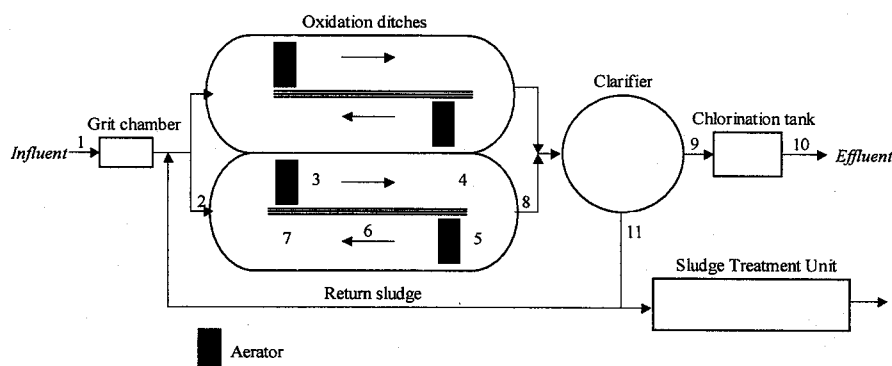 Oxidation ditches
Clarifier
Grit chamber
Chlorination tank
Influent 1
9
10 Effluent
3
4
2
8
7
6
5
11
Sludge Treatment Unit
Return sludge
Aerator